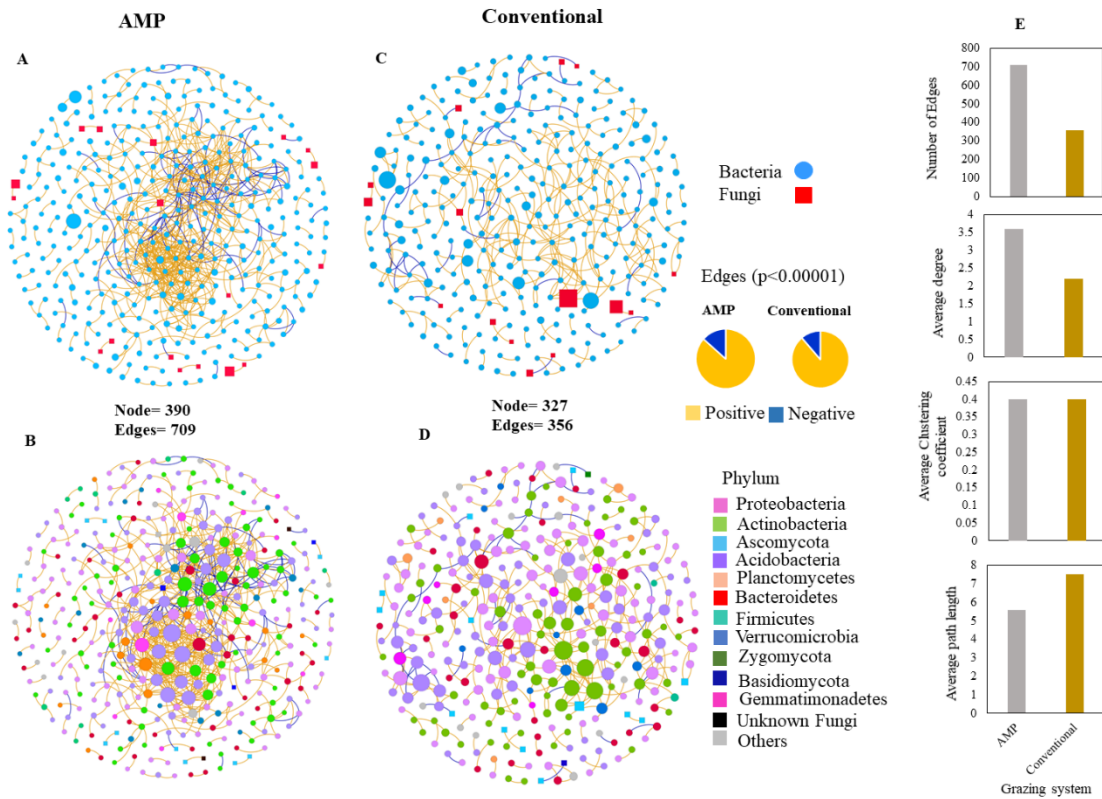 AMP
Conventional
A
C
E
Bacteria
Fungi
Edges (p<0.00001)
AMP
Conventional
Positive
Negative
Node= 390
Edges= 709
Node= 327
Edges= 356
B
D
Phylum
Proteobacteria
Actinobacteria
Ascomycota
Acidobacteria
Planctomycetes
Bacteroidetes
Firmicutes
Verrucomicrobia
Zygomycota
Basidiomycota
Gemmatimonadetes
Unknown Fungi
Others
Number of Edges
800
700
600
500
400
300
200
100
0
Average degree
4
3.5
3
2.5
2
1.5
1
0.5
0
Average Clustering
coefficient
0.45
0.4
0.35
0.3
0.25
0.2
0.15
0.1
0.05
0
Average path length
8
7
6
5
4
3
2
1
0
AMP
Conventional
Grazing system